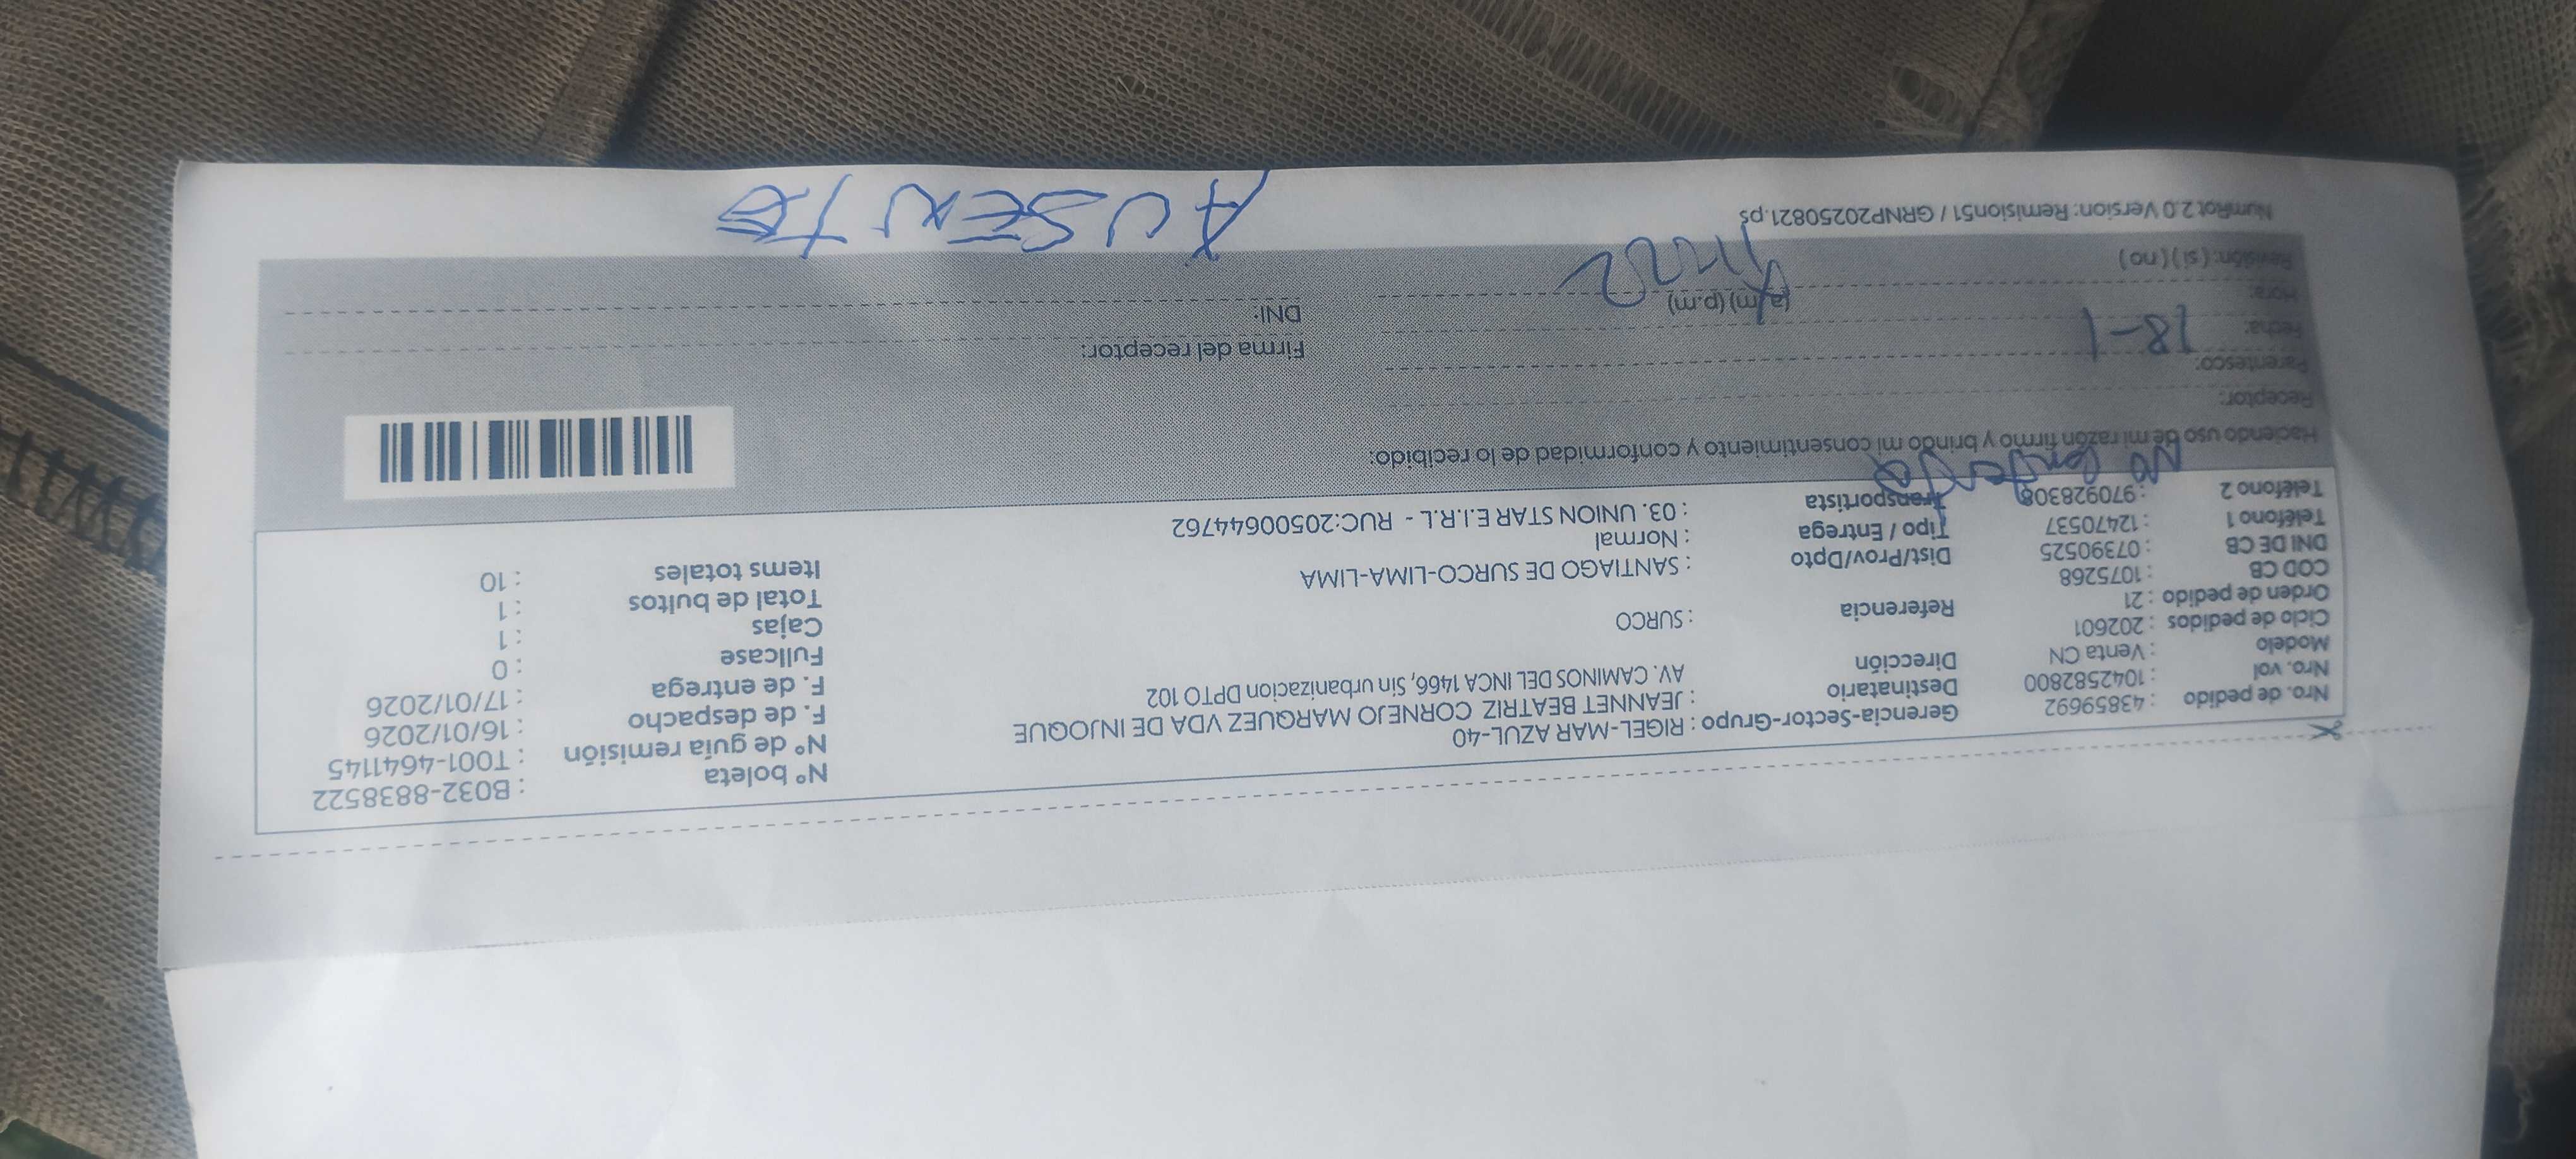 Nro. de pedido : 43859692
Nro. vol : 1042582800
Modelo : Venta CN
Ciclo de pedidos : 202601
Orden de pedido : 21
COD CB : 1075268
DNI DE CB : 07390525
Teléfono 1 : 12470537
Teléfono 2 : 970928308
Gerencia-Sector-Grupo : RIGEL-MAR AZUL-40
Destinatario : JEANNET BEATRIZ CORNEJO MARQUEZ VDA DE INJOQUE
Dirección AV. CAMINOS DEL INCA 1466, Sin urbanizacion DPTO 102
Referencia : SURCO
Dist/Prov/Dpto : SANTIAGO DE SURCO-LIMA-LIMA
Tipo / Entrega : Normal
Transportista : 03. UNION STAR E.I.R.L - RUC:20500644762
N° boleta : B032-8838522
N° de guía remisión : T001-4641145
F. de despacho : 16/01/2026
F. de entrega : 17/01/2026
Fullcase : 0
Cajas : 1
Total de bultos : 1
Items totales : 10
No contesta
Haciendo uso de mi razón firmo y brindo mi consentimiento y conformidad de lo recibido:
Receptor:
Parentesco:
Fecha: 18-1
Hora: (a.m) (p.m)
Revisión: ( si ) ( no )
Firma del receptor:
DNI:
AUSENTE
NumRot 2.0 Version: Remision51 / GRNP20250821.ps